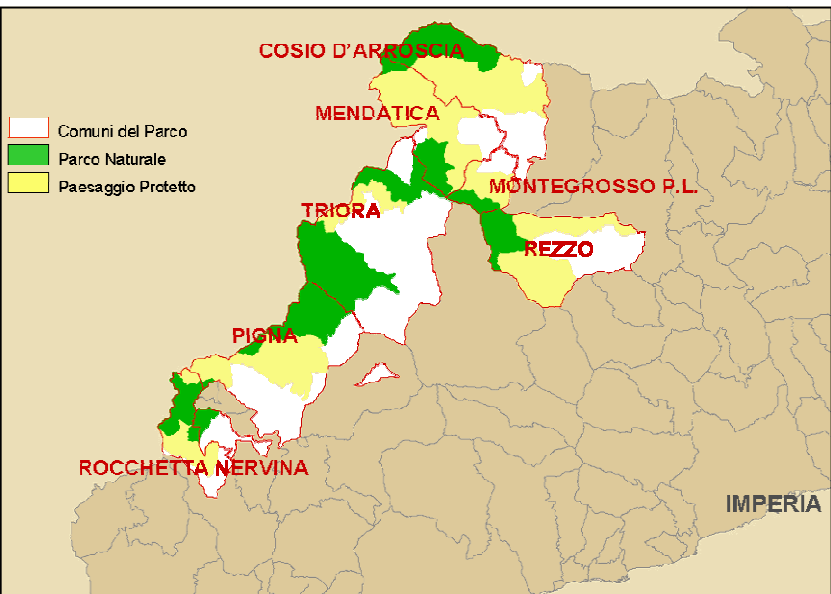 COSIO D'ARROSCIA
MENDATICA
Comuni del Parco
Parco Naturale
Paesaggio Protetto
MONTEGROSSO P.L.
TRIORA
REZZO
PIGNA
ROCCHETTA NERVINA
IMPERIA